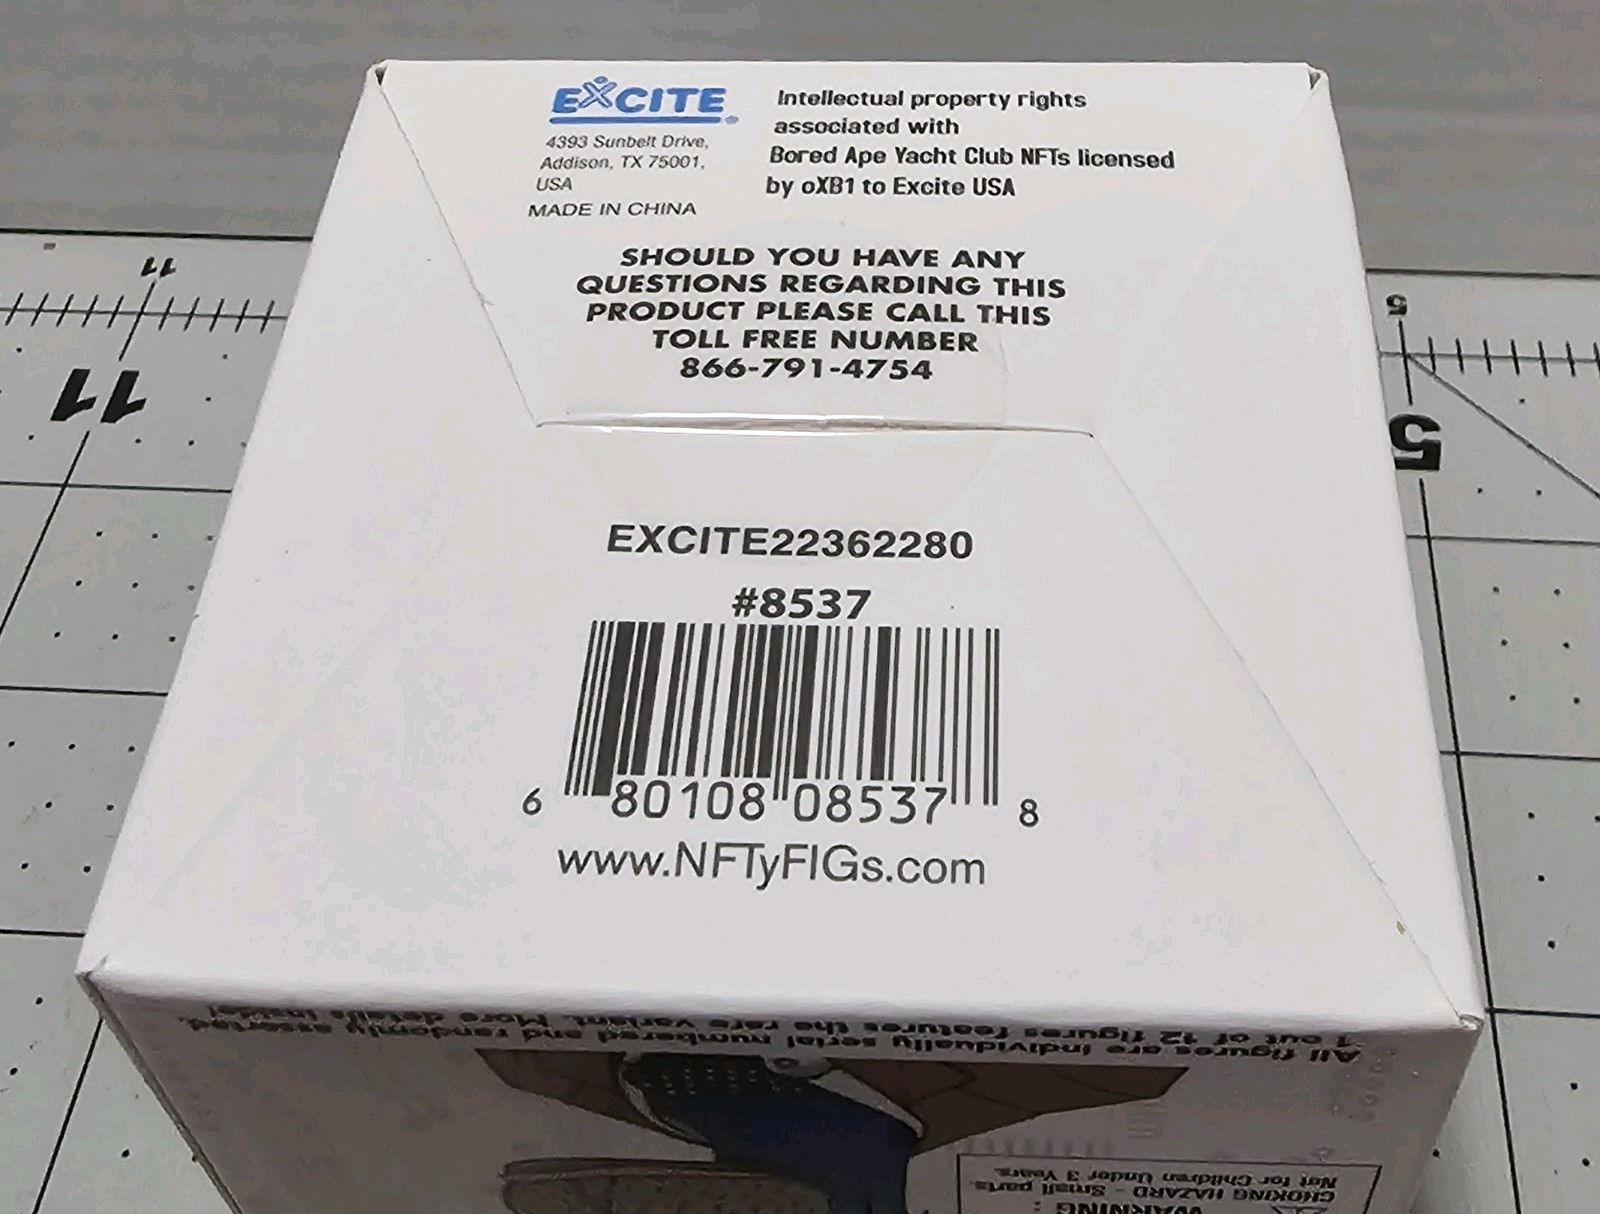 EXCITE®
4393 Sunbelt Drive,
Addison, TX 75001,
USA
MADE IN CHINA
Intellectual property rights
associated with
Bored Ape Yacht Club NFTs licensed
by oXB1 to Excite USA
SHOULD YOU HAVE ANY
QUESTIONS REGARDING THIS
PRODUCT PLEASE CALL THIS
TOLL FREE NUMBER
866-791-4754
EXCITE22362280
#8537
6 80108 08537 8
www.NFTyFIGs.com
All figures are individually serial numbered and randomly assorted.
1 out of 12 figures features the rare variant. More details inside!
WARNING:
CHOKING HAZARD - Small parts.
Not for Children Under 3 Years.
11
11
5
5